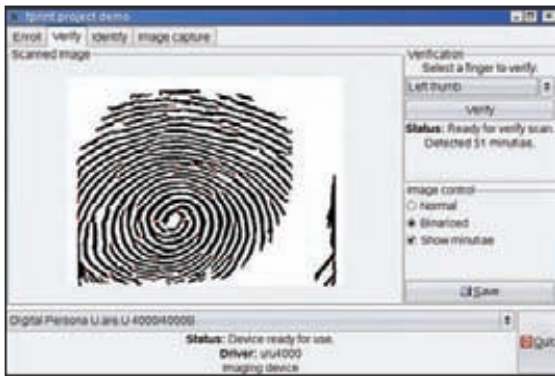 fprint project demo
Enroll Verify Identify Image capture
Scanned Image
Verification
Select a finger to verify.
Left thumb
Verify
Status: Ready for verify scan.
Detected 51 minutiae.
Image control
Normal
Binarized
Show minutiae
Save
Digital Persona U.are.U 4000/4000B
Status: Device ready for use.
Driver: uru4000
Imaging device
Quit